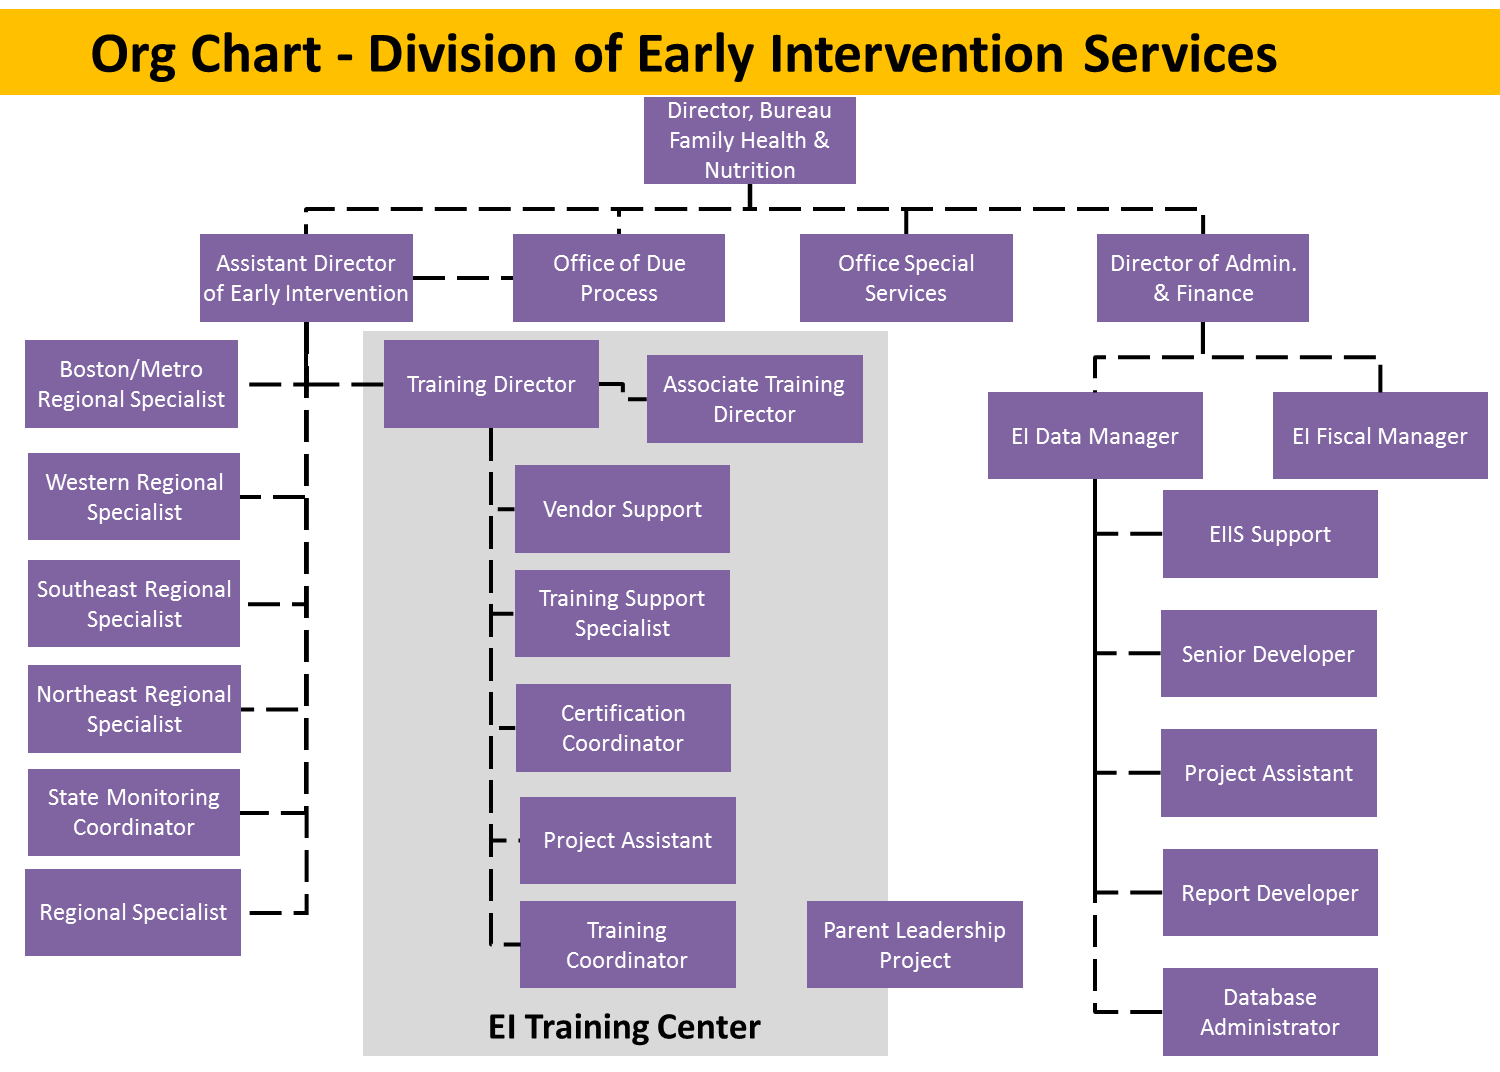 Org Chart - Division of Early Intervention Services
Director, Bureau
Family Health &
Nutrition
Assistant Director
of Early Intervention
Office of Due
Process
Office Special
Services
Director of Admin.
& Finance
Boston/Metro
Regional Specialist
Western Regional
Specialist
Southeast Regional
Specialist
Northeast Regional
Specialist
State Monitoring
Coordinator
Regional Specialist
Training Director
Associate Training
Director
Vendor Support
Training Support
Specialist
Certification
Coordinator
Project Assistant
Training
Coordinator
EI Training Center
Parent Leadership
Project
EI Data Manager
EI Fiscal Manager
EIIS Support
Senior Developer
Project Assistant
Report Developer
Database
Administrator